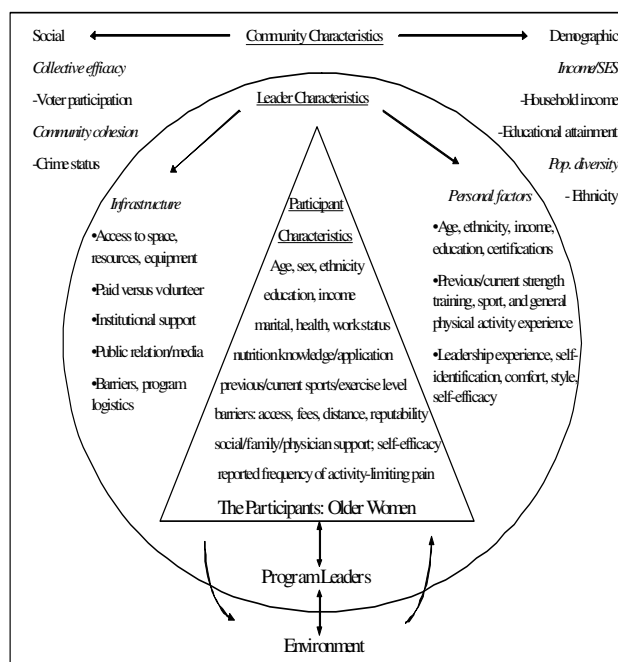 Social
Community Characteristics
Demographic
Collective efficacy
-Voter participation
Community cohesion
-Crime status
Income/SES
-Household income
-Educational attainment
Pop. diversity
- Ethnicity
Leader Characteristics
Infrastructure
•Access to space,
resources, equipment
•Paid versus volunteer
•Institutional support
•Public relation/media
•Barriers, program
logistics
Participant
Characteristics
Age, sex, ethnicity
education, income
marital, health, work status
nutrition knowledge/application
previous/current sports/exercise level
barriers: access, fees, distance, reputability
social/family/physician support; self-efficacy
reported frequency of activity-limiting pain
The Participants: Older Women
Personal factors
•Age, ethnicity, income,
education, certifications
•Previous/current strength
training, sport, and general
physical activity experience
•Leadership experience, self-
identification, comfort, style,
self-efficacy
Program Leaders
Environment